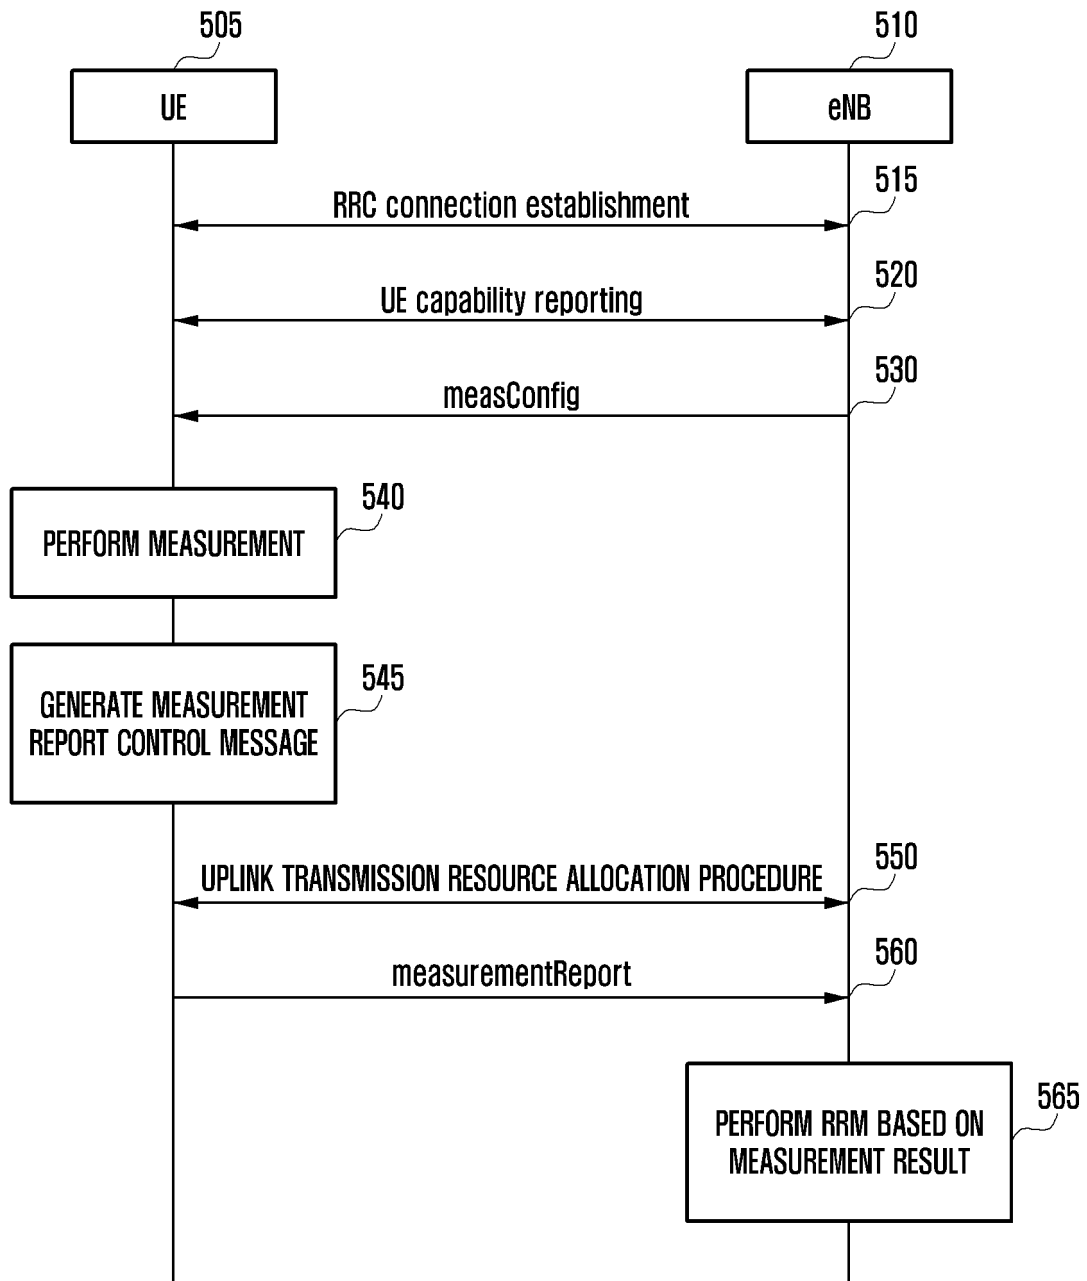 505
510
UE
eNB
515
RRC connection establishment
520
UE capability reporting
530
measConfig
540
PERFORM MEASUREMENT
545
GENERATE MEASUREMENT
REPORT CONTROL MESSAGE
550
UPLINK TRANSMISSION RESOURCE ALLOCATION PROCEDURE
560
measurementReport
565
PERFORM RRM BASED ON
MEASUREMENT RESULT